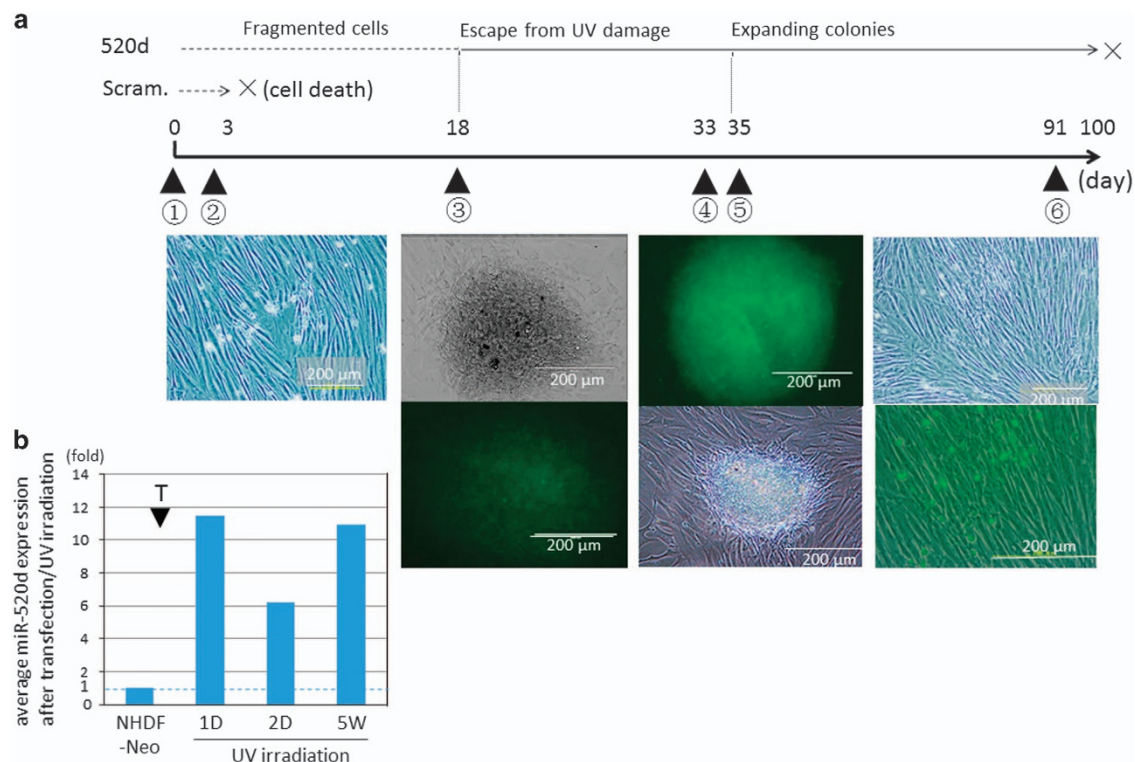 a
Fragmented cells
Escape from UV damage
Expanding colonies
520d
Scram.
(cell death)
0 3 18 33 35 91 100
(day)
① ② ③ ④ ⑤ ⑥
200 µm
200 µm
200 µm
200 µm
200 µm
200 µm
200 µm
200 µm
b
(fold)
average miR-520d expression
after transfection/UV irradiation
14
12
10
8
6
4
2
1
0
T
NHDF
-Neo
1D 2D 5W
UV irradiation